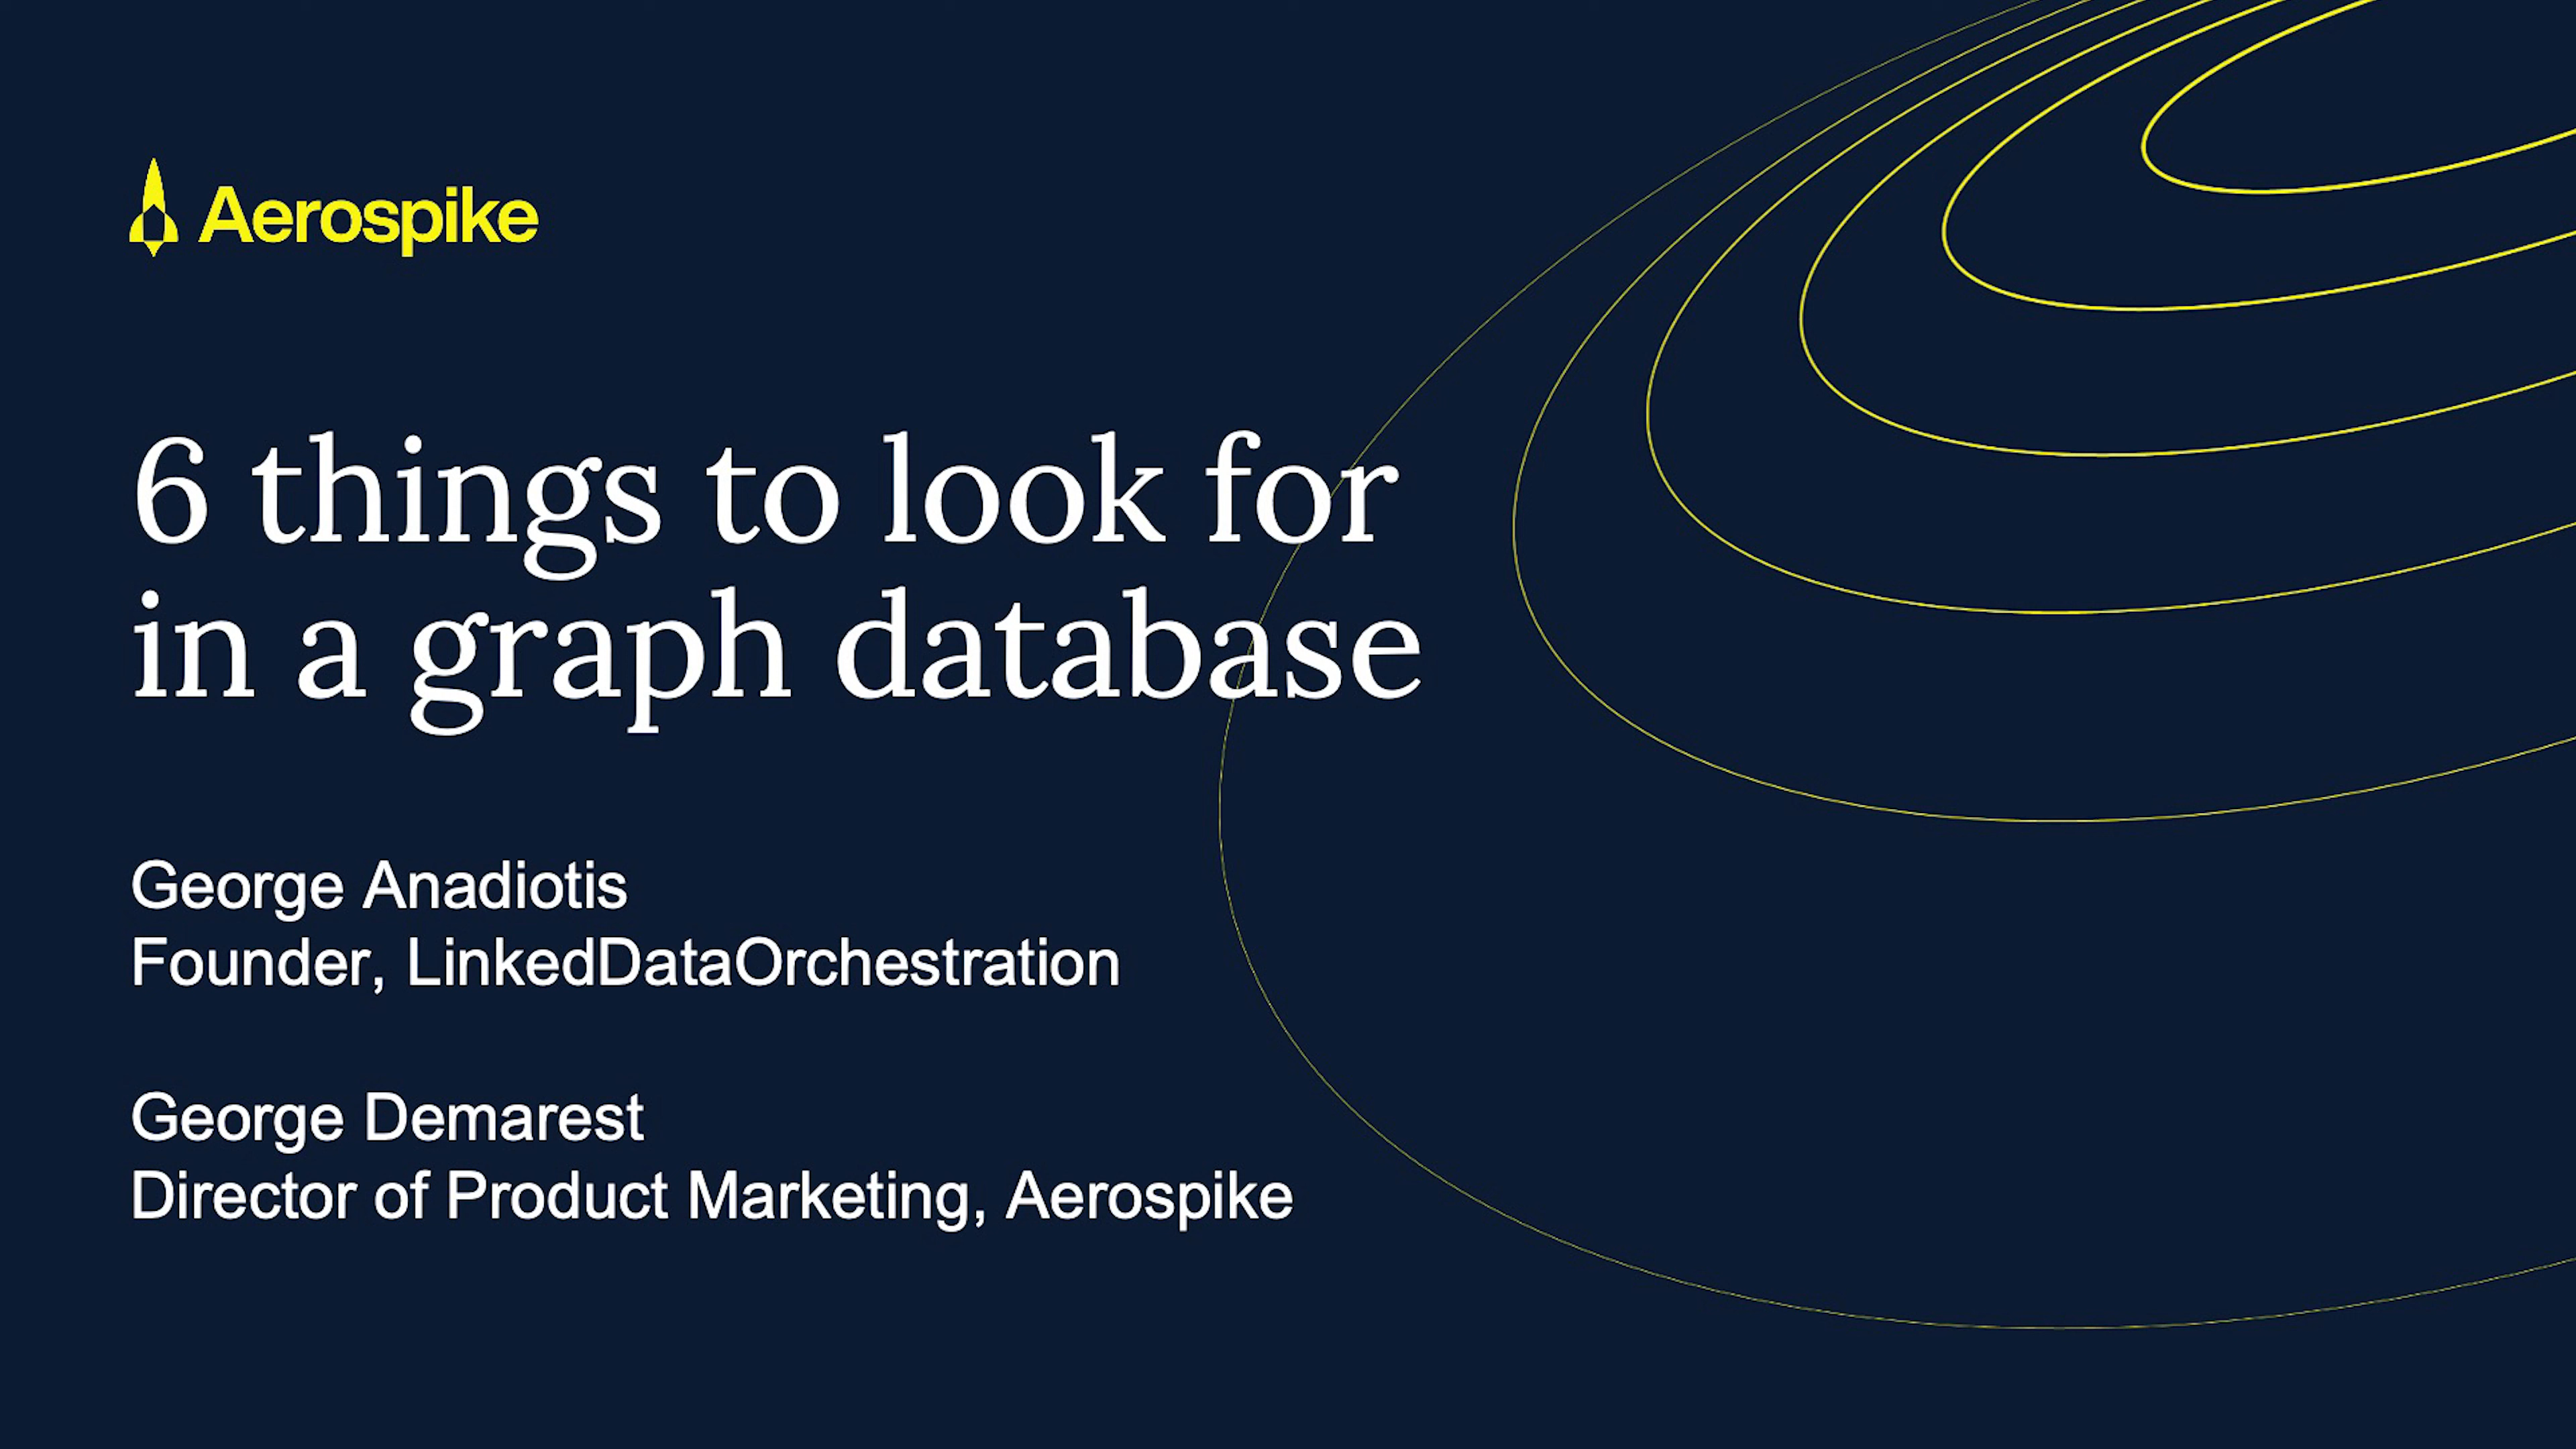 Aerospike
6 things to look for
in a graph database
George Anadiotis
Founder, LinkedDataOrchestration
George Demarest
Director of Product Marketing, Aerospike